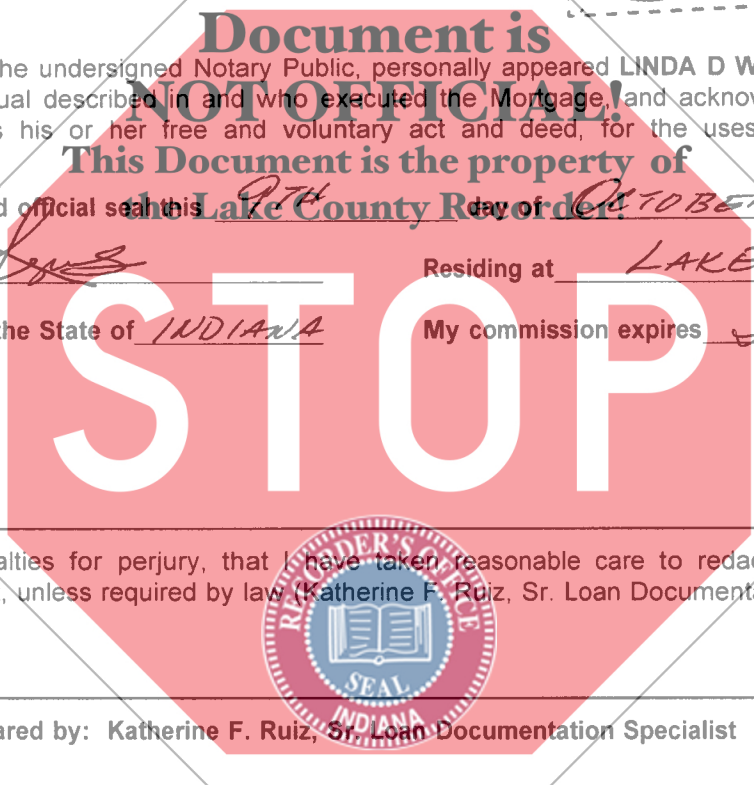 Document is
he undersigned Notary Public, personally appeared LINDA D W
NOT OFFICIAL!
ual described in and who executed the Mortgage, and acknow
s his or her free and voluntary act and deed, for the uses
This Document is the property of
the Lake County Recorder!
d official seal this 9TH day of OCTOBE
Residing at LAKE
the State of INDIANA My commission expires
STOP
alties for perjury, that I have taken reasonable care to redac
, unless required by law (Katherine F. Ruiz, Sr. Loan Documenta
RECORDER'S OFFICE
SEAL
INDIANA
ared by: Katherine F. Ruiz, Sr. Loan Documentation Specialist